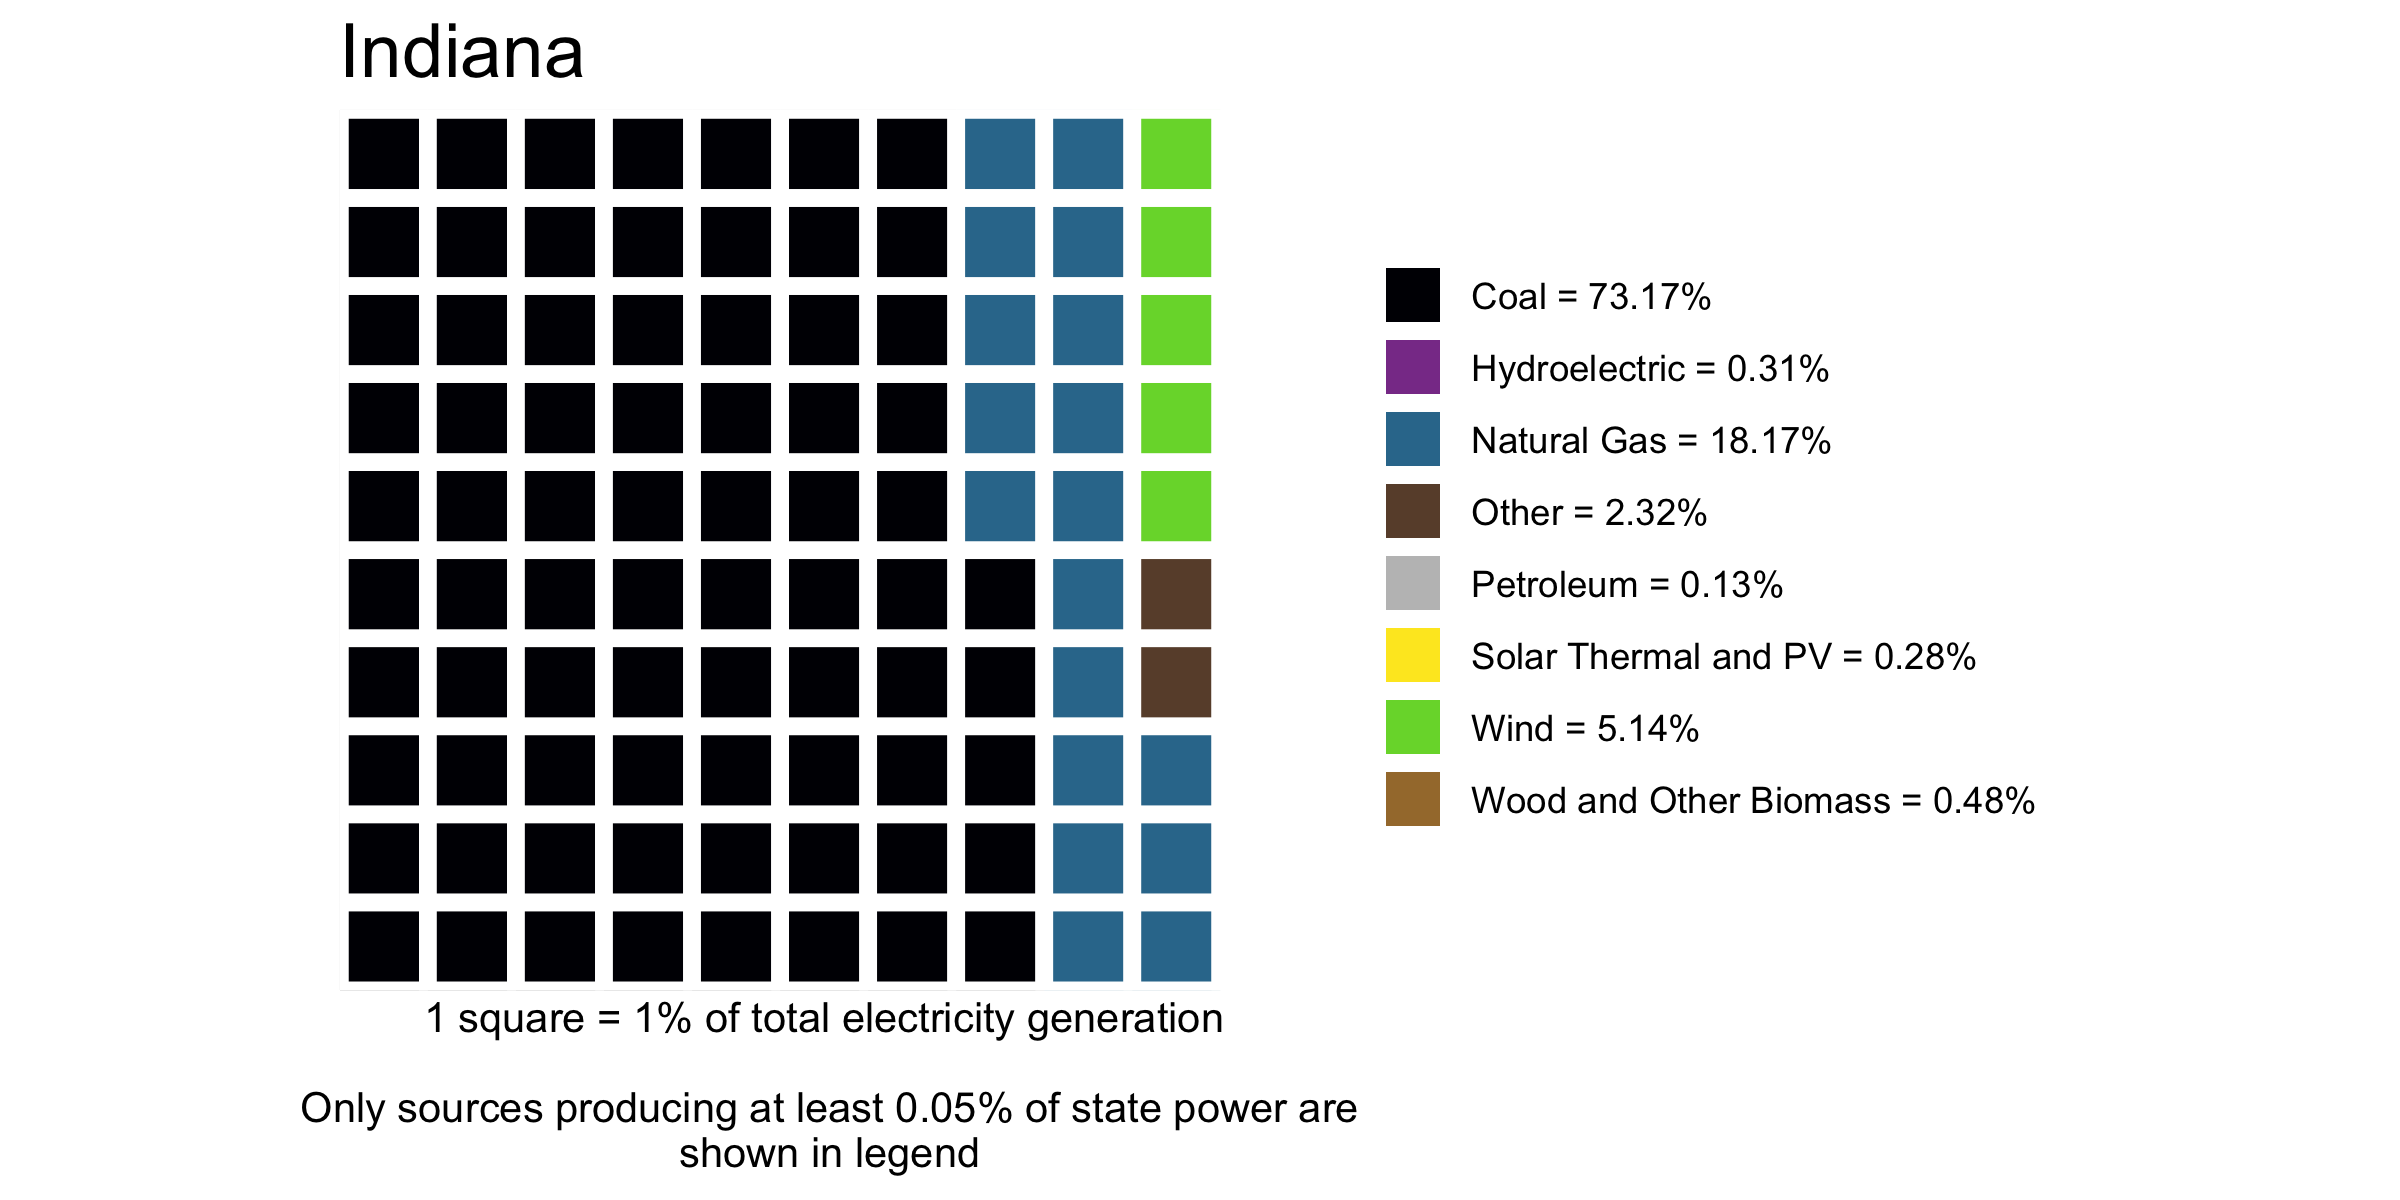 Indiana
Coal = 73.17%
Hydroelectric = 0.31%
Natural Gas = 18.17%
Other = 2.32%
Petroleum = 0.13%
Solar Thermal and PV = 0.28%
Wind = 5.14%
Wood and Other Biomass = 0.48%
1 square = 1% of total electricity generation
Only sources producing at least 0.05% of state power are
shown in legend